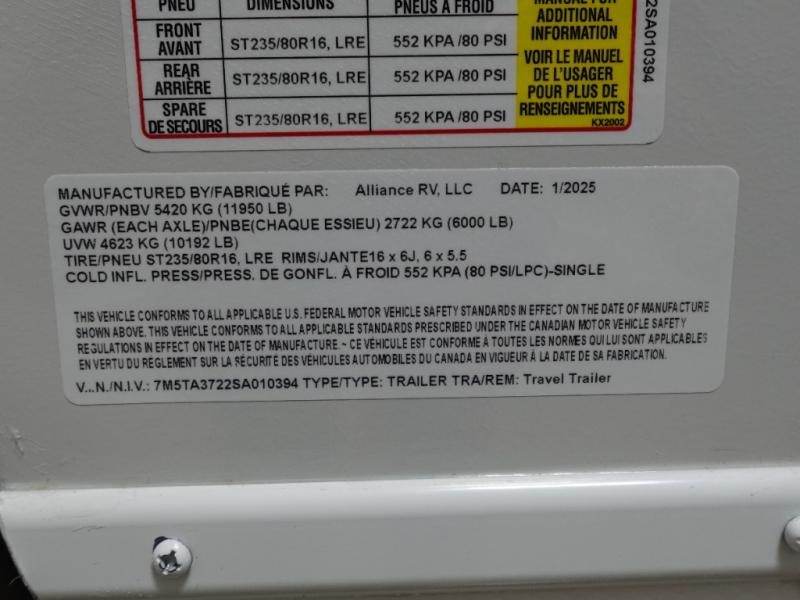 PNEU DIMENSIONS PNEUS À FROID
MANUAL FOR
ADDITIONAL
INFORMATION
VOIR LE MANUEL
DE L'USAGER
POUR PLUS DE
RENSEIGNEMENTS
KX2002
FRONT
AVANT ST235/80R16, LRE 552 KPA /80 PSI
REAR
ARRIÈRE ST235/80R16, LRE 552 KPA /80 PSI
SPARE
DE SECOURS ST235/80R16, LRE 552 KPA /80 PSI
2SA010394
MANUFACTURED BY/FABRIQUÉ PAR: Alliance RV, LLC DATE: 1/2025
GVWR/PNBV 5420 KG (11950 LB)
GAWR (EACH AXLE)/PNBE(CHAQUE ESSIEU) 2722 KG (6000 LB)
UVW 4623 KG (10192 LB)
TIRE/PNEU ST235/80R16, LRE RIMS/JANTE16 x 6J, 6 x 5.5
COLD INFL. PRESS/PRESS. DE GONFL. À FROID 552 KPA (80 PSI/LPC)-SINGLE
THIS VEHICLE CONFORMS TO ALL APPLICABLE U.S. FEDERAL MOTOR VEHICLE SAFETY STANDARDS IN EFFECT ON THE DATE OF MANUFACTURE
SHOWN ABOVE. THIS VEHICLE CONFORMS TO ALL APPLICABLE STANDARDS PRESCRIBED UNDER THE CANADIAN MOTOR VEHICLE SAFETY
REGULATIONS IN EFFECT ON THE DATE OF MANUFACTURE. ~ CE VÉHICULE EST CONFORME À TOUTES LES NORMES QUI LUI SONT APPLICABLES
EN VERTU DU RÈGLEMENT SUR LA SÉCURITÉ DES VÉHICULES AUTOMOBILES DU CANADA EN VIGUEUR À LA DATE DE SA FABRICATION.
V..N./N.I.V.: 7M5TA3722SA010394 TYPE/TYPE: TRAILER TRA/REM: Travel Trailer